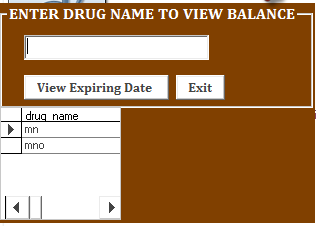 ENTER DRUG NAME TO VIEW BALANCE
View Expiring Date Exit
drug_name
mn
mno